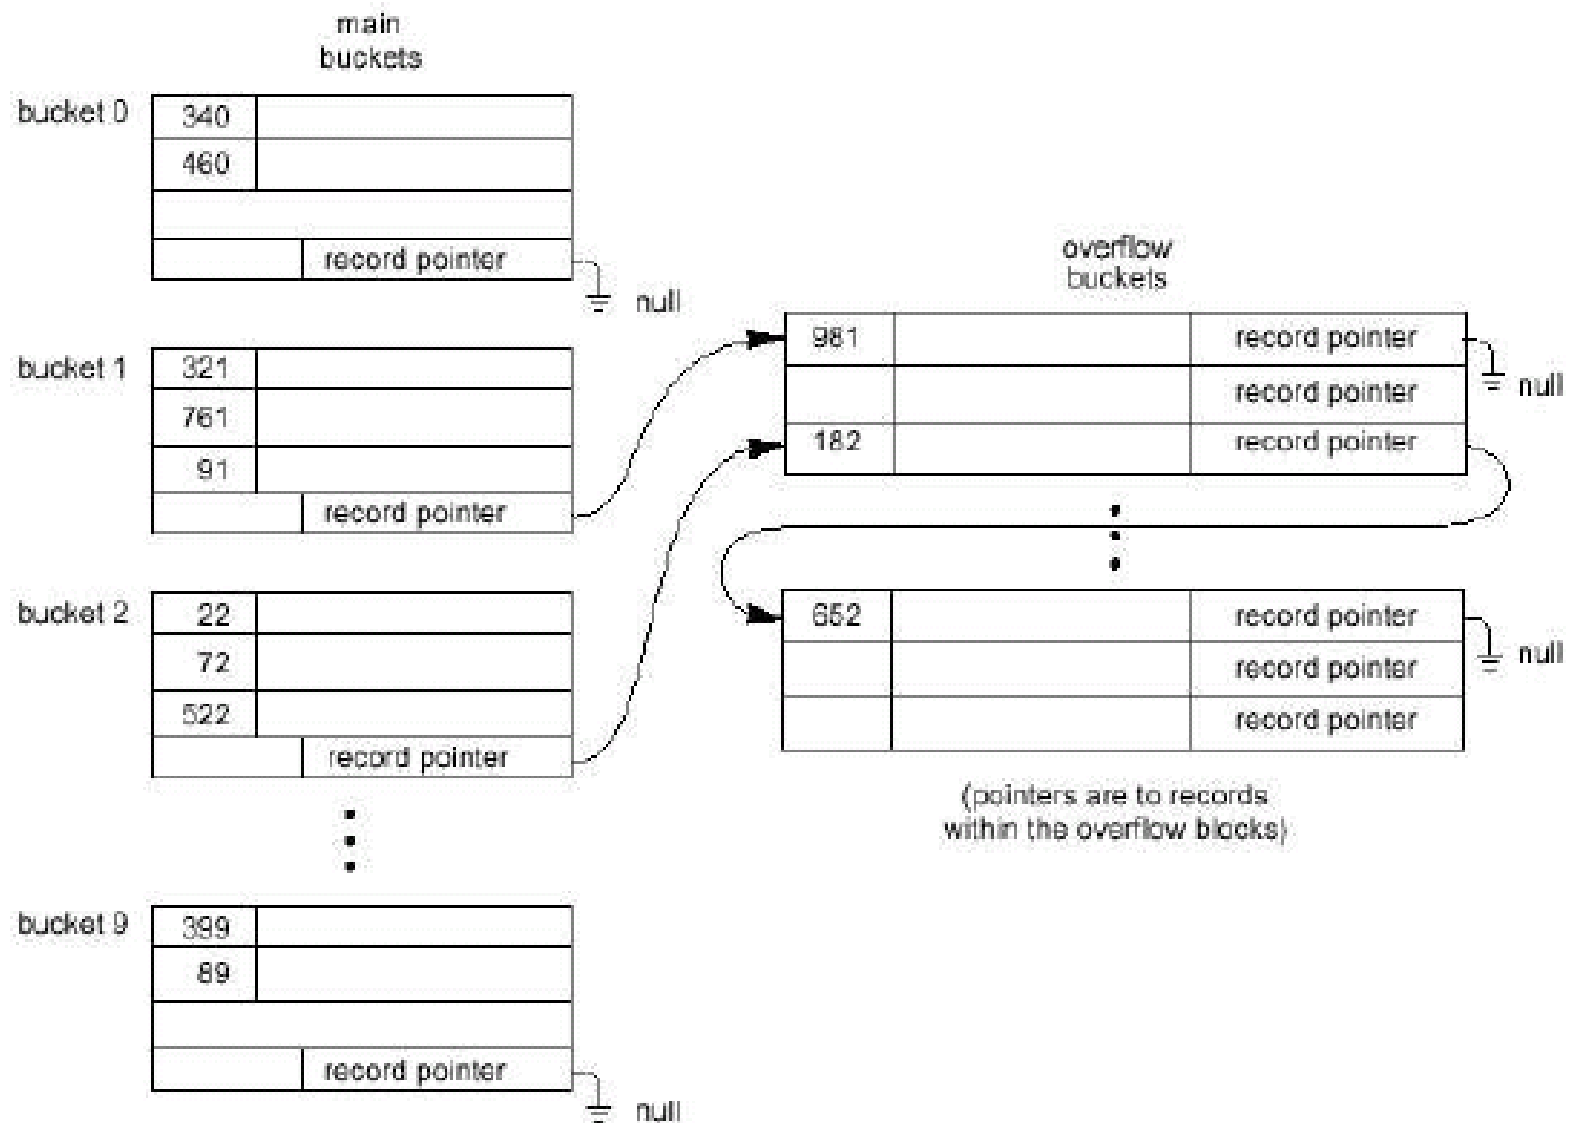 main
buckets
bucket 0
340
460
record pointer
null
bucket 1
321
761
91
record pointer
bucket 2
22
72
522
record pointer
bucket 9
399
89
record pointer
null
overflow
buckets
981 record pointer
null
record pointer
182 record pointer
652 record pointer
null
record pointer
record pointer
(pointers are to records
within the overflow blocks)